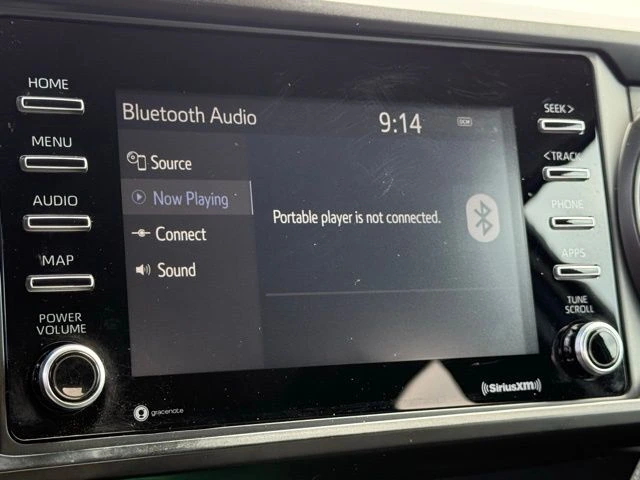 HOME
MENU
AUDIO
MAP
POWER
VOLUME
Bluetooth Audio
9:14
DCM
Source
Now Playing
Connect
Sound
Portable player is not connected.
SEEK >
< TRACK
PHONE
APPS
TUNE
SCROLL
gracenote
SiriusXM